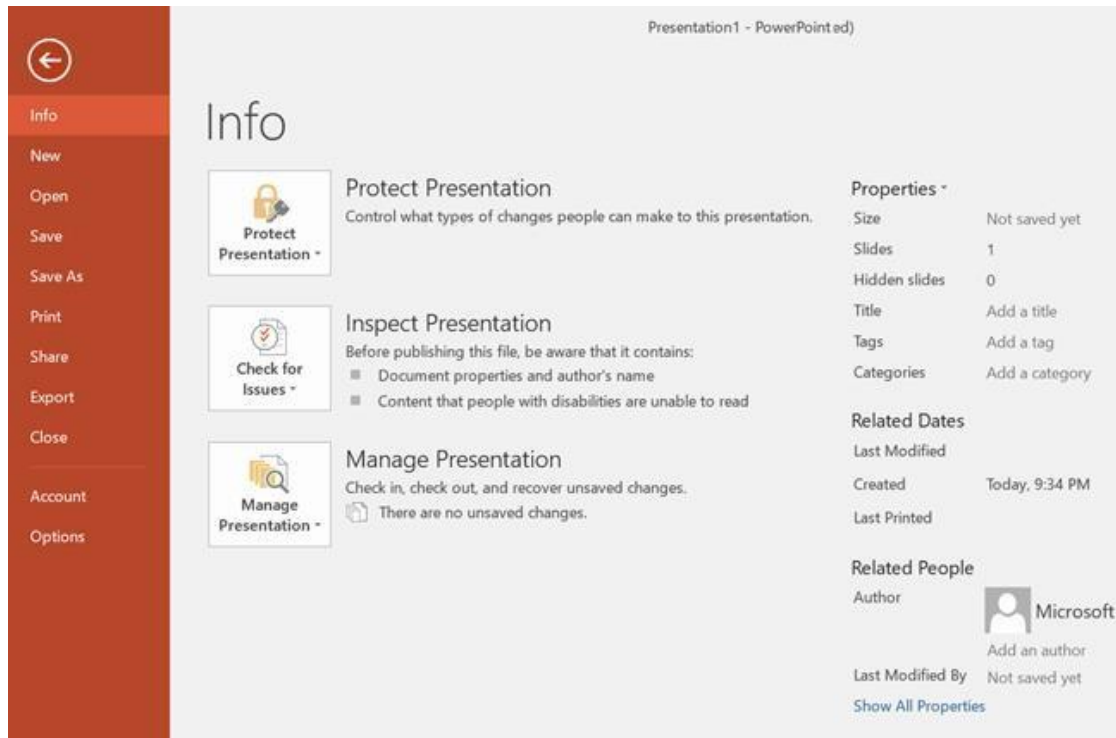 Presentation1 - PowerPointed)
Info
New
Open
Save
Save As
Print
Share
Export
Close
Account
Options
Info
Protect
Presentation
Protect Presentation
Control what types of changes people can make to this presentation.
Check for
Issues
Inspect Presentation
Before publishing this file, be aware that it contains:
Document properties and author's name
Content that people with disabilities are unable to read
Manage
Presentation
Manage Presentation
Check in, check out, and recover unsaved changes.
There are no unsaved changes.
Properties
Size Not saved yet
Slides 1
Hidden slides 0
Title Add a title
Tags Add a tag
Categories Add a category
Related Dates
Last Modified
Created Today, 9:34 PM
Last Printed
Related People
Author Microsoft
Add an author
Last Modified By Not saved yet
Show All Properties